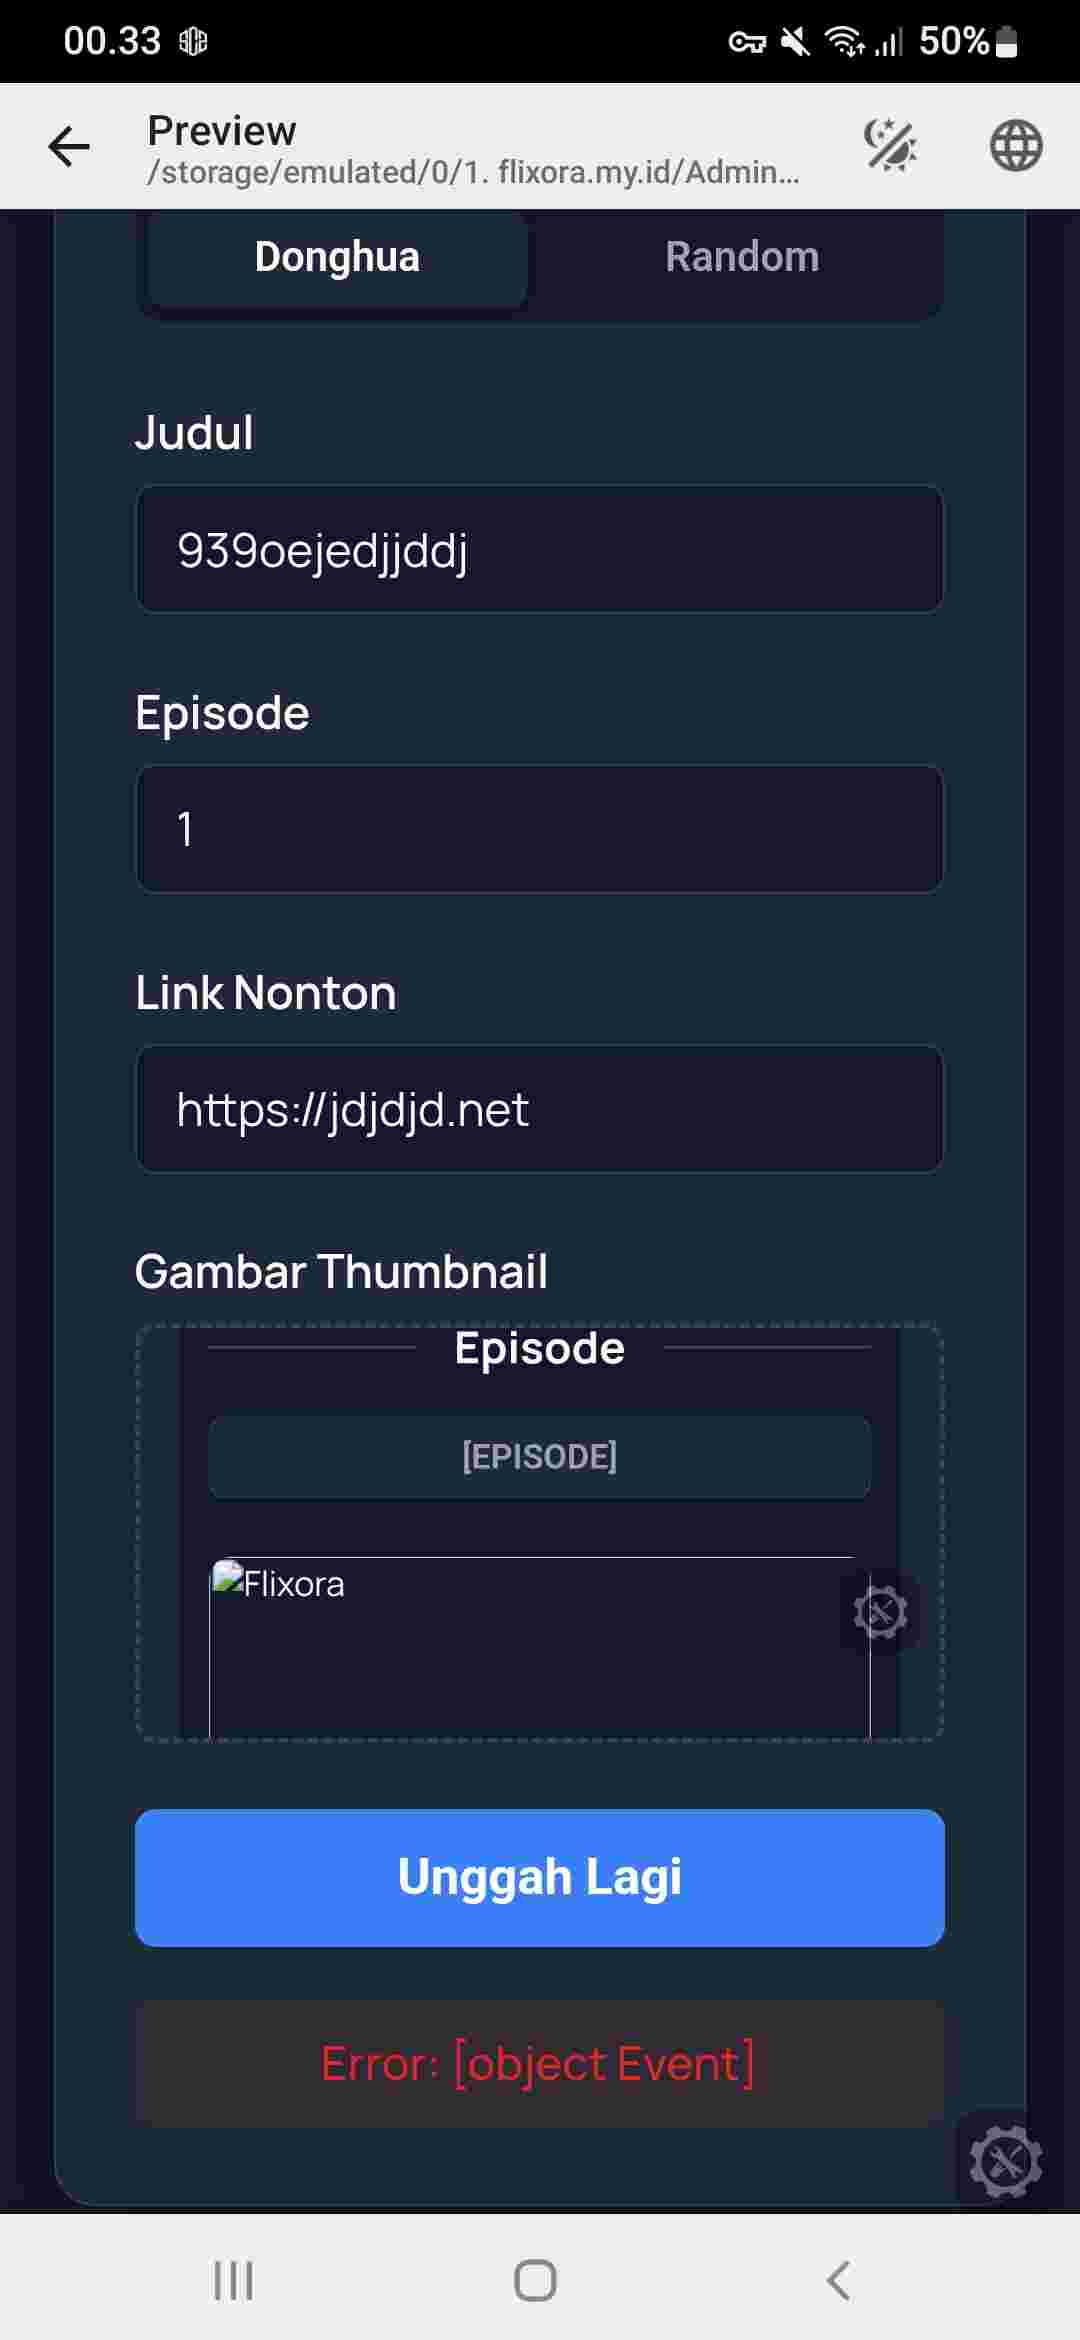 00.33
50%
Preview
/storage/emulated/0/1. flixora.my.id/Admin...
Donghua
Random
Judul
939oejedjjddj
Episode
1
Link Nonton
https://jdjdjd.net
Gambar Thumbnail
Episode
[EPISODE]
Flixora
Unggah Lagi
Error: [object Event]